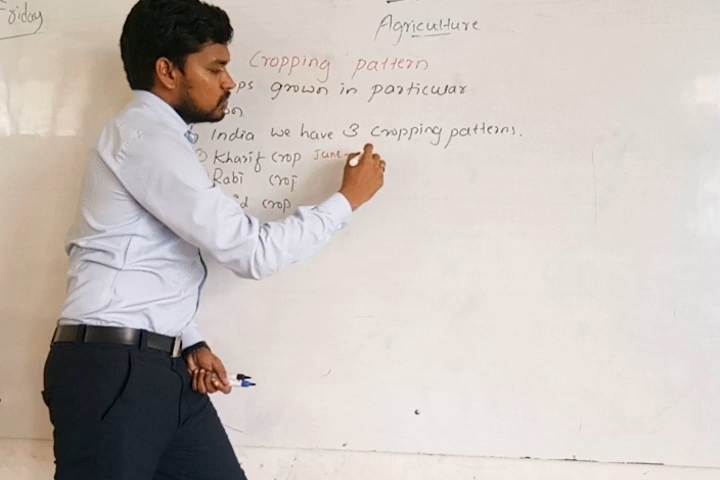 Friday
Agriculture
Cropping pattern
grown in particular
India we have 3 cropping patterns.
Kharif crop June-
Rabi crop
crop